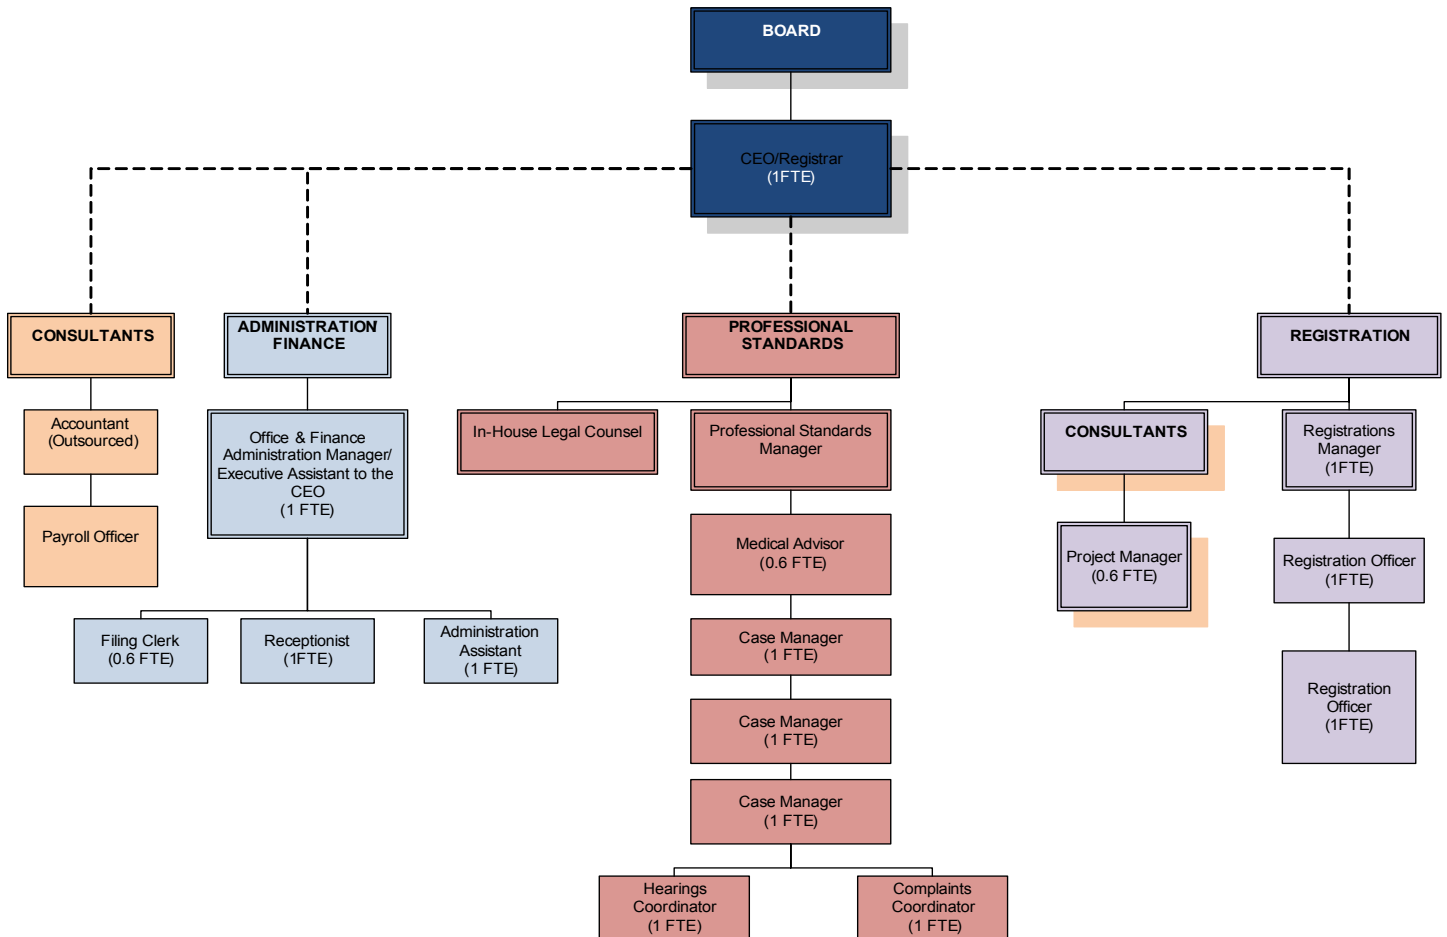 BOARD
CEO/Registrar
(1FTE)
CONSULTANTS
ADMINISTRATION
FINANCE
PROFESSIONAL
STANDARDS
REGISTRATION
Accountant
(Outsourced)
Payroll Officer
Office & Finance
Administration Manager/
Executive Assistant to the
CEO
(1 FTE)
Filing Clerk
(0.6 FTE)
Receptionist
(1FTE)
Administration
Assistant
(1 FTE)
In-House Legal Counsel
Professional Standards
Manager
Medical Advisor
(0.6 FTE)
Case Manager
(1 FTE)
Case Manager
(1 FTE)
Case Manager
(1 FTE)
Hearings
Coordinator
(1 FTE)
Complaints
Coordinator
(1 FTE)
CONSULTANTS
Project Manager
(0.6 FTE)
Registrations
Manager
(1FTE)
Registration Officer
(1FTE)
Registration
Officer
(1FTE)